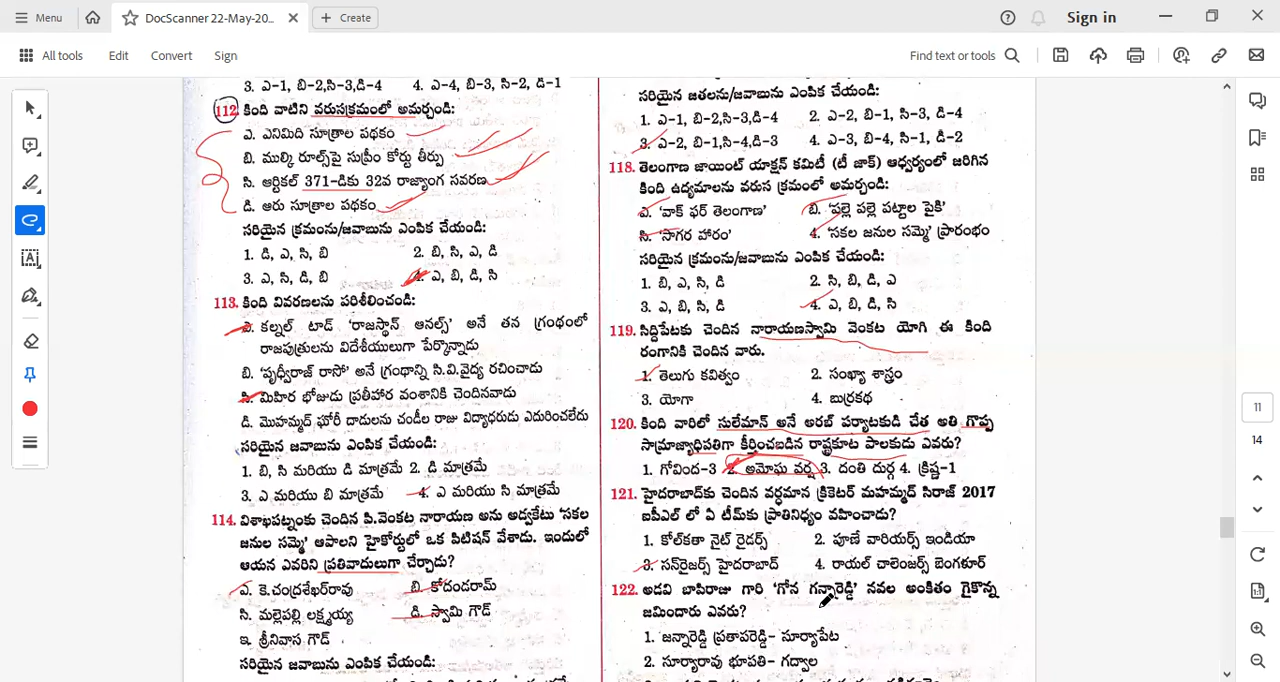 Menu
DocScanner 22-May-20...
Create
Sign in
All tools
Edit
Convert
Sign
Find text or tools
3. ఎ-1, బి-2,సి-3,డి-4 4. ఎ-4, బి-3, సి-2, డి-1
112. కింది వాటిని వరుసక్రమంలో అమర్చండి:
ఎ. ఎనిమిది సూత్రాల పథకం
బి. ముల్కి రూల్స్‌పై సుప్రీం కోర్టు తీర్పు
సి. ఆర్టికల్ 371-డికు 32వ రాజ్యాంగ సవరణ
డి. ఆరు సూత్రాల పథకం
సరియైన క్రమంను/జవాబును ఎంపిక చేయండి:
1. డి, ఎ, సి, బి 2. బి, సి, ఎ, డి
3. ఎ, సి, డి, బి 4. ఎ, బి, డి, సి
113. కింది వివరణలను పరిశీలించండి:
ఎ. కల్నల్ టాడ్ 'రాజస్థాన్ ఆనల్స్' అనే తన గ్రంథంలో
రాజపుత్రులను విదేశీయులుగా పేర్కొన్నాడు
బి. 'పృథ్వీరాజ్ రాసో' అనే గ్రంథాన్ని సి.వి.వైద్య రచించాడు
సి. మిహిర భోజుడు ప్రతీహార వంశానికి చెందినవాడు
డి. మొహమ్మద్ ఘోరీ దాడులను చండేల రాజు విద్యాధరుడు ఎదురించలేదు
సరియైన జవాబును ఎంపిక చేయండి:
1. బి, సి మరియు డి మాత్రమే 2. డి మాత్రమే
3. ఎ మరియు బి మాత్రమే 4. ఎ మరియు సి మాత్రమే
114. విశాఖపట్నంకు చెందిన పి.వెంకట నారాయణ అను అడ్వకేటు 'సకల
జనుల సమ్మె' ఆపాలని హైకోర్టులో ఒక పిటిషన్ వేశాడు. ఇందులో
ఆయన ఎవరిని ప్రతివాదులుగా చేర్చాడు?
ఎ. కె.చంద్రశేఖర్‌రావు బి. కోదండరామ్
సి. మల్లెపల్లి లక్ష్మయ్య డి. స్వామి గౌడ్
ఇ. శ్రీనివాస గౌడ్
సరియైన జవాబును ఎంపిక చేయండి:
సరియైన జతలను/జవాబును ఎంపిక చేయండి:
1. ఎ-1, బి-2,సి-3,డి-4 2. ఎ-2, బి-1, సి-3, డి-4
3. ఎ-2, బి-1,సి-4,డి-3 4. ఎ-3, బి-4, సి-1, డి-2
118. తెలంగాణ జాయింట్ యాక్షన్ కమిటీ (టీ జాక్) ఆధ్వర్యంలో జరిగిన
కింది ఉద్యమాలను వరుస క్రమంలో అమర్చండి:
ఎ. 'వాక్ ఫర్ తెలంగాణ' బి. 'పల్లె పల్లె పట్టాల పైకి'
సి. 'సాగర హారం' 4. 'సకల జనుల సమ్మె' ప్రారంభం
సరియైన క్రమంను/జవాబును ఎంపిక చేయండి:
1. బి, ఎ, సి, డి 2. సి, బి, డి, ఎ
3. ఎ, బి, సి, డి 4. ఎ, బి, డి, సి
119. సిద్దిపేటకు చెందిన నారాయణస్వామి వెంకట యోగి ఈ కింది
రంగానికి చెందిన వారు.
1. తెలుగు కవిత్వం 2. సంఖ్యా శాస్త్రం
3. యోగా 4. బుర్రకథ
120. కింది వారిలో సులేమాన్ అనే అరబ్ పర్యాటకుడి చేత అతి గొప్ప
సామ్రాజ్యాధిపతిగా కీర్తించబడిన రాష్ట్రకూట పాలకుడు ఎవరు?
1. గోవింద-3 2. అమోఘ వర్ష 3. దంతి దుర్గ 4. క్రిష్ణ-1
121. హైదరాబాద్‌కు చెందిన వర్ధమాన క్రికెటర్ మహమ్మద్ సిరాజ్ 2017
ఐపీఎల్ లో ఏ టీమ్‌కు ప్రాతినిధ్యం వహించాడు?
1. కోల్‌కతా నైట్ రైడర్స్ 2. పూణే వారియర్స్ ఇండియా
3. సన్‌రైజర్స్ హైదరాబాద్ 4. రాయల్ చాలెంజర్స్ బెంగళూర్
122. అడవి బాపిరాజు గారి 'గోన గన్నారెడ్డి' నవల అంకితం గైకొన్న
జమిందారు ఎవరు?
1. జన్నారెడ్డి ప్రతాపరెడ్డి- సూర్యాపేట
2. సూర్యారావు భూపతి- గద్వాల
11
14